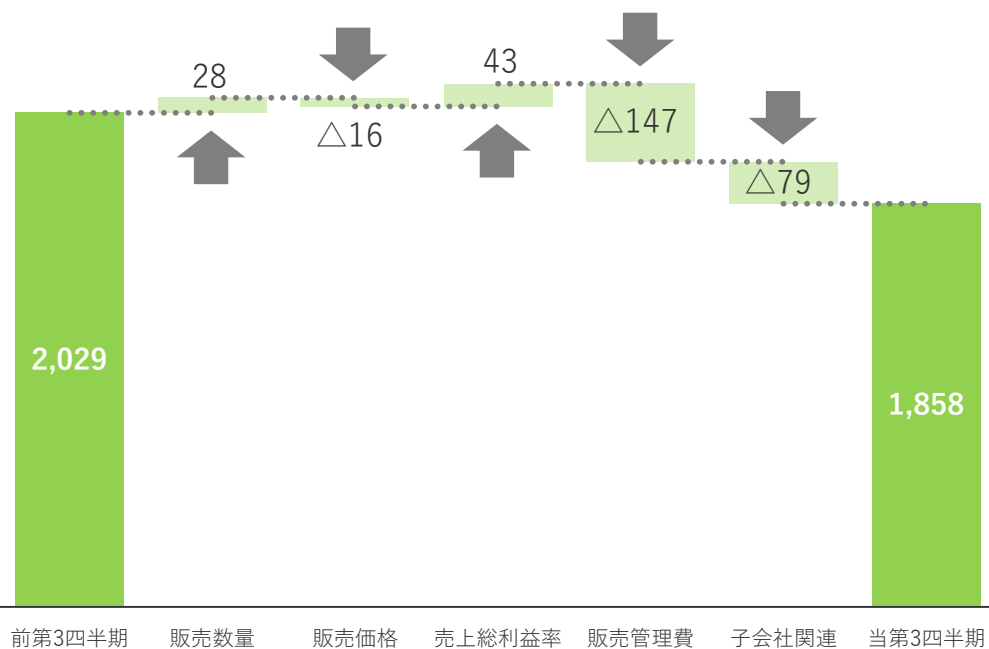 28
△16
43
△147
△79
2,029
1,858
前第3四半期
販売数量
販売価格
売上総利益率
販売管理費
子会社関連
当第3四半期